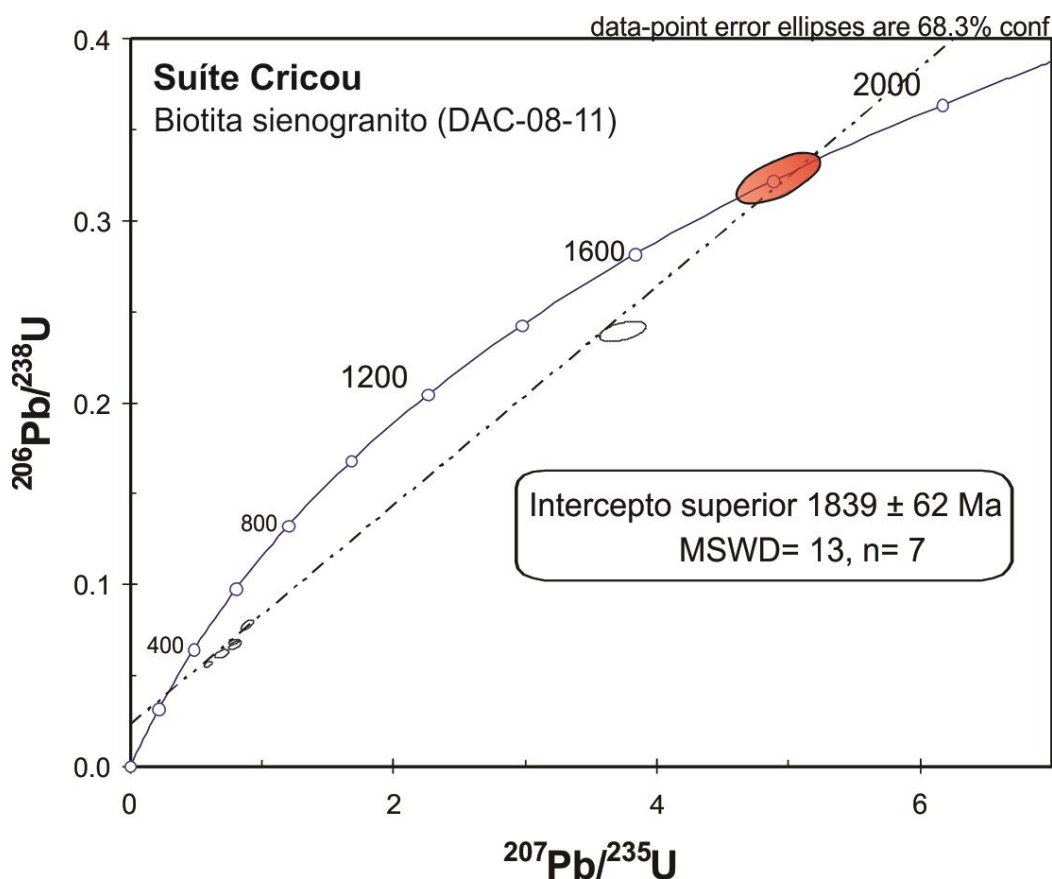 data-point error ellipses are 68.3% conf
0.4
Suíte Cricou
Biotita sienogranito (DAC-08-11)
2000
0.3
1600
1200
0.2
206Pb/238U
Intercepto superior 1839 ± 62 Ma
MSWD= 13, n= 7
800
0.1
400
0.0
0 2 4 6
207Pb/235U